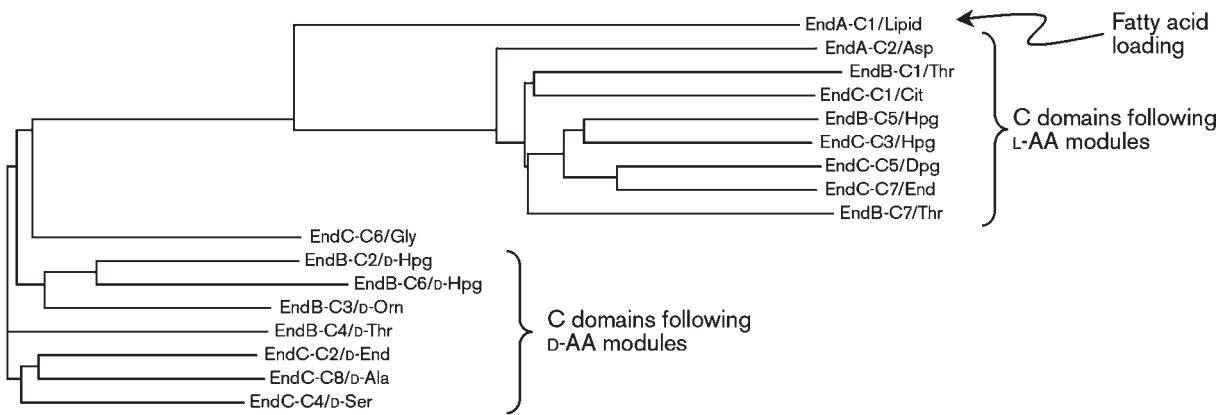 EndA-C1/Lipid
Fatty acid
loading
EndA-C2/Asp
EndB-C1/Thr
EndC-C1/Cit
EndB-C5/Hpg
EndC-C3/Hpg
EndC-C5/Dpg
EndC-C7/End
EndB-C7/Thr
C domains following
L-AA modules
EndC-C6/Gly
EndB-C2/D-Hpg
EndB-C6/D-Hpg
EndB-C3/D-Orn
EndB-C4/D-Thr
EndC-C2/D-End
EndC-C8/D-Ala
EndC-C4/D-Ser
C domains following
D-AA modules